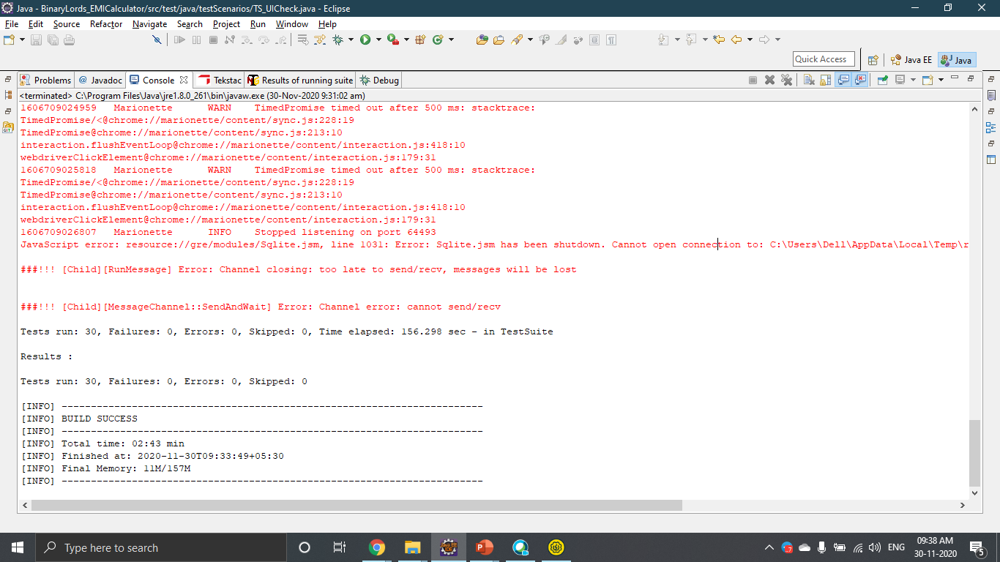 Java - BinaryLords_EMICalculator/src/test/java/testScenarios/TS_UICheck.java - Eclipse
File Edit Source Refactor Navigate Search Project Run Window Help
Quick Access Java EE Java
Problems @ Javadoc Console Tekstac Results of running suite Debug
<terminated> C:\Program Files\Java\jre1.8.0_261\bin\javaw.exe (30-Nov-2020 9:31:02 am)
1606709024959 Marionette WARN TimedPromise timed out after 500 ms: stacktrace:
TimedPromise/<@chrome://marionette/content/sync.js:228:19
TimedPromise@chrome://marionette/content/sync.js:213:10
interaction.flushEventLoop@chrome://marionette/content/interaction.js:418:10
webdriverClickElement@chrome://marionette/content/interaction.js:179:31
1606709025818 Marionette WARN TimedPromise timed out after 500 ms: stacktrace:
TimedPromise/<@chrome://marionette/content/sync.js:228:19
TimedPromise@chrome://marionette/content/sync.js:213:10
interaction.flushEventLoop@chrome://marionette/content/interaction.js:418:10
webdriverClickElement@chrome://marionette/content/interaction.js:179:31
1606709026807 Marionette INFO Stopped listening on port 64493
JavaScript error: resource://gre/modules/Sqlite.jsm, line 1031: Error: Sqlite.jsm has been shutdown. Cannot open connection to: C:\Users\Dell\AppData\Local\Temp\r
###!!! [Child][RunMessage] Error: Channel closing: too late to send/recv, messages will be lost
###!!! [Child][MessageChannel::SendAndWait] Error: Channel error: cannot send/recv
Tests run: 30, Failures: 0, Errors: 0, Skipped: 0, Time elapsed: 156.298 sec - in TestSuite
Results :
Tests run: 30, Failures: 0, Errors: 0, Skipped: 0
[INFO] ------------------------------------------------------------------------
[INFO] BUILD SUCCESS
[INFO] ------------------------------------------------------------------------
[INFO] Total time: 02:43 min
[INFO] Finished at: 2020-11-30T09:33:49+05:30
[INFO] Final Memory: 11M/157M
[INFO] ------------------------------------------------------------------------
Type here to search
ENG
09:38 AM
30-11-2020
5